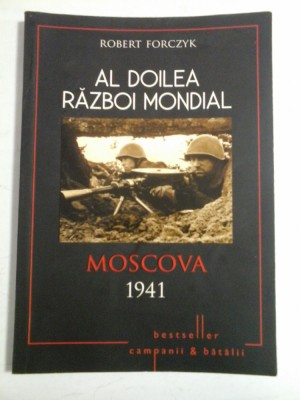 ROBERT FORCZYK
AL DOILEA
RĂZBOI MONDIAL
MOSCOVA
1941
bestseller
campanii & bătălii